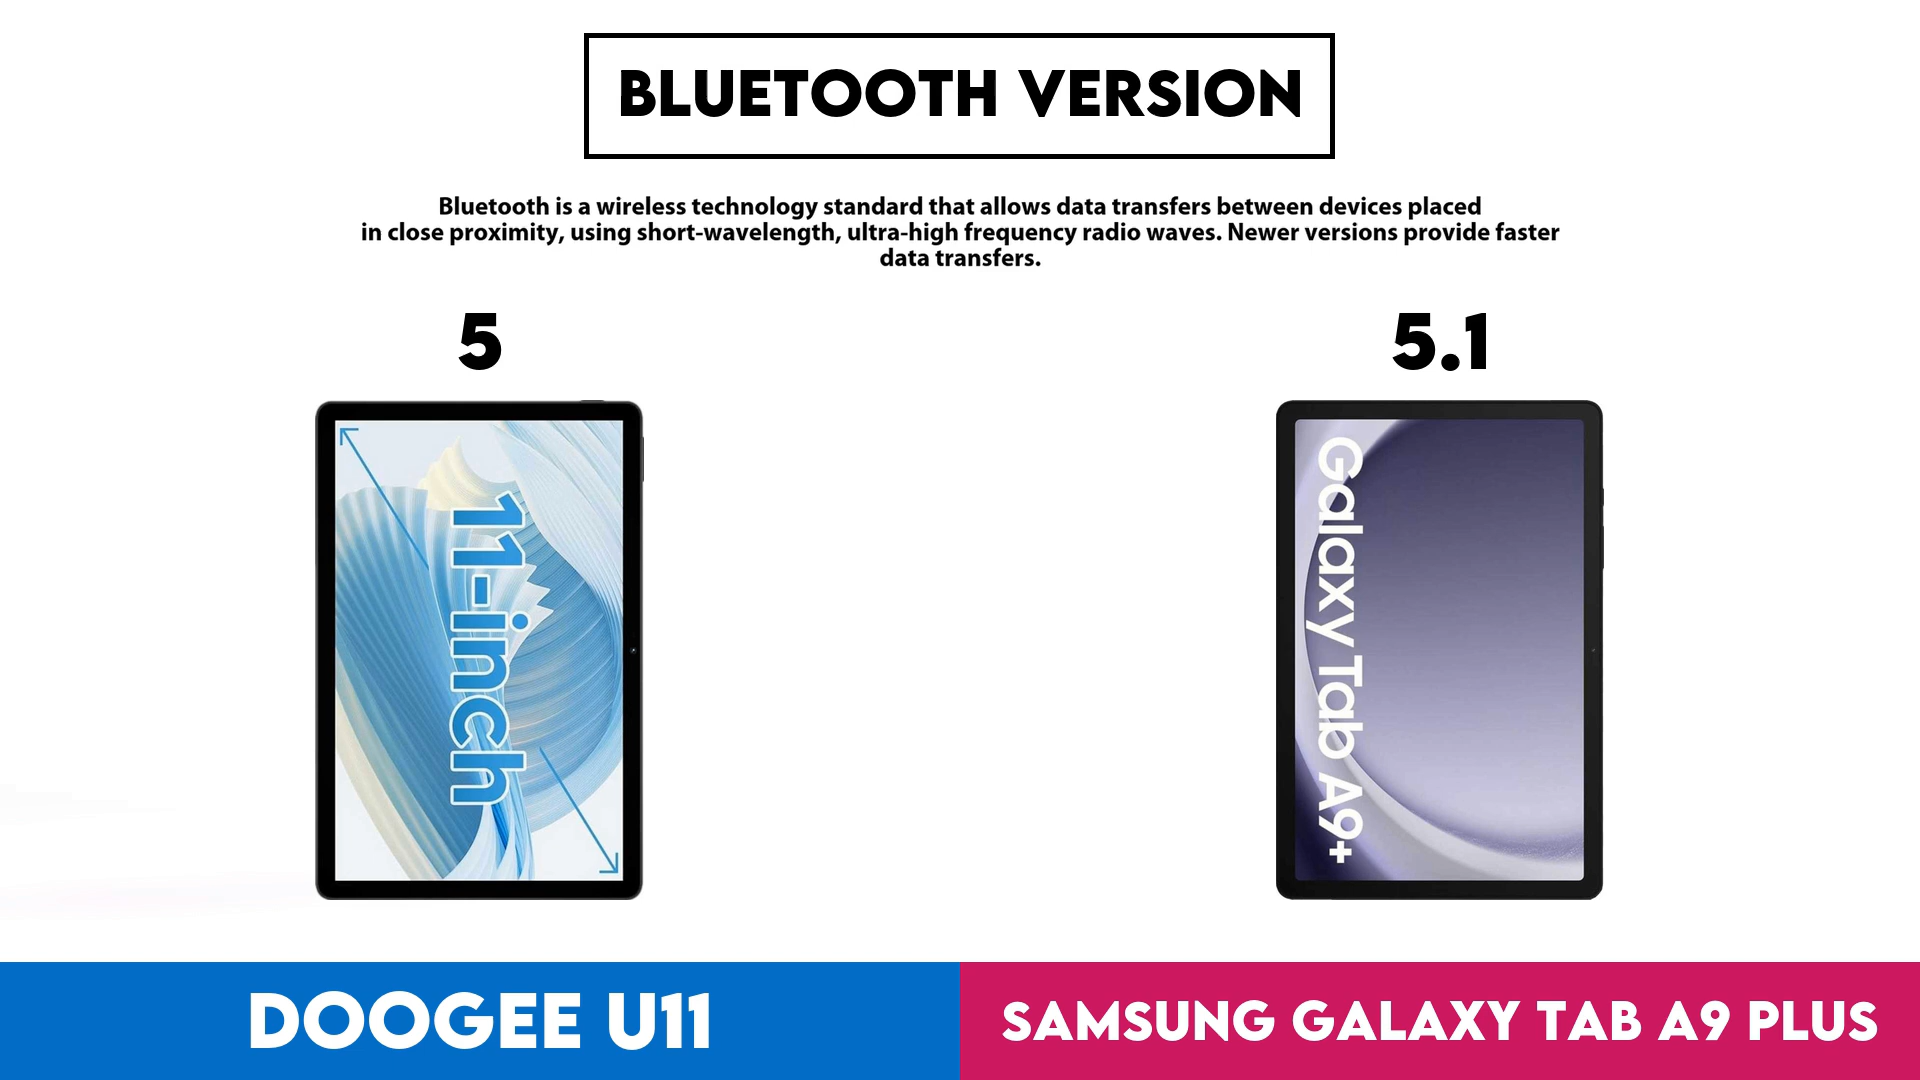 BLUETOOTH VERSION
Bluetooth is a wireless technology standard that allows data transfers between devices placed
in close proximity, using short-wavelength, ultra-high frequency radio waves. Newer versions provide faster
data transfers.
5
5.1
11-inch
Galaxy Tab A9+
DOOGEE U11
SAMSUNG GALAXY TAB A9 PLUS